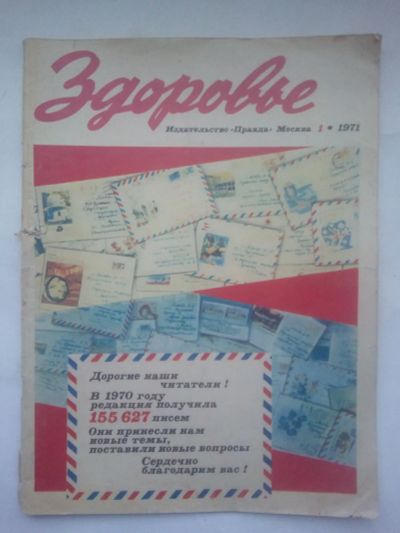 Здоровье
Издательство «Правда» Москва 1 * 1971
Дорогие наши
читатели!
В 1970 году
редакция получила
155 627 писем
Они принесли нам
новые темы,
поставили новые вопросы
Сердечно
благодарим вас!